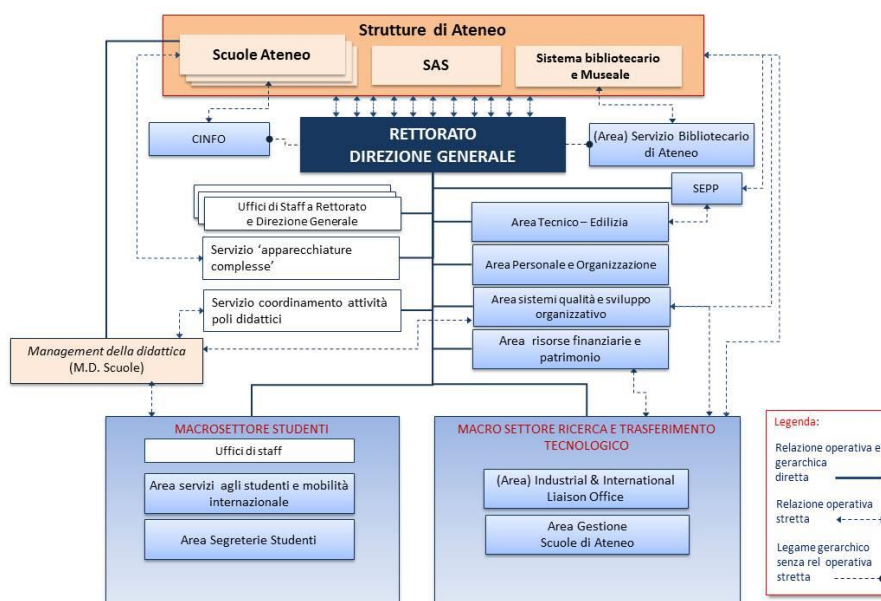 Strutture di Ateneo
Scuole Ateneo
SAS
Sistema bibliotecario
e Museale
CINFO
RETTORATO
DIREZIONE GENERALE
(Area) Servizio Bibliotecario
di Ateneo
SEPP
Uffici di Staff a Rettorato
e Direzione Generale
Area Tecnico – Edilizia
Servizio ‘apparecchiature
complesse’
Area Personale e Organizzazione
Servizio coordinamento attività
poli didattici
Area sistemi qualità e sviluppo
organizzativo
Management della didattica
(M.D. Scuole)
Area risorse finanziarie e
patrimonio
MACROSETTORE STUDENTI
Uffici di staff
Area servizi agli studenti e mobilità
internazionale
Area Segreterie Studenti
MACRO SETTORE RICERCA E TRASFERIMENTO
TECNOLOGICO
(Area) Industrial & International
Liaison Office
Area Gestione
Scuole di Ateneo
Legenda:
Relazione operativa e
gerarchica
diretta
Relazione operativa
stretta
Legame gerarchico
senza rel operativa
stretta